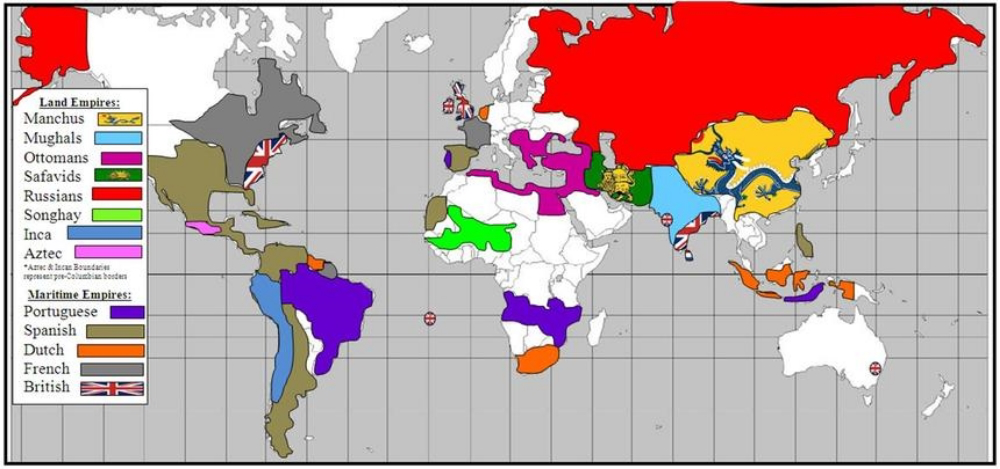 Land Empires:
Manchus
Mughals
Ottomans
Safavids
Russians
Songhay
Inca
Aztec
*Aztec & Incan Boundaries
represent pre-Columbian borders
Maritime Empires:
Portuguese
Spanish
Dutch
French
British